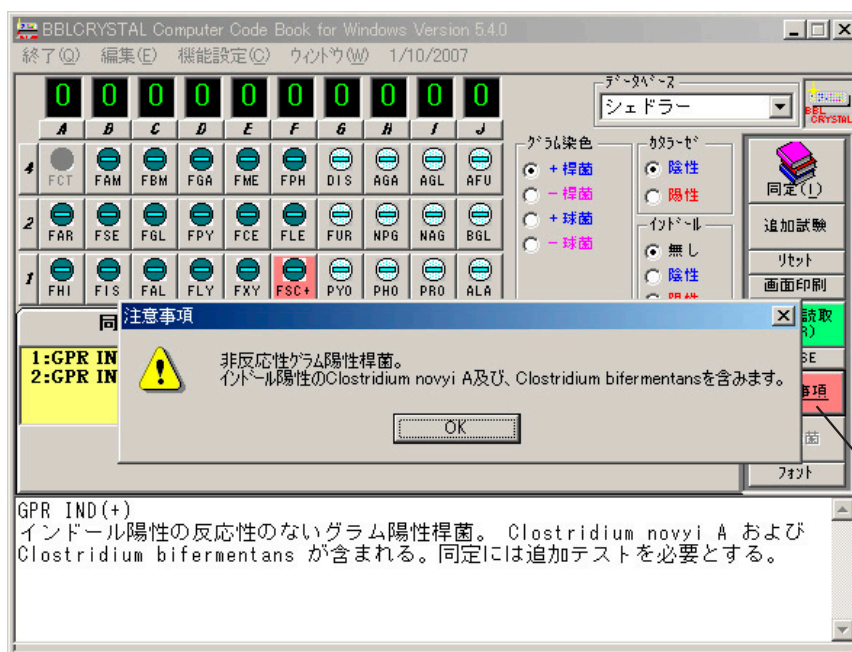 BBLCRYSTAL Computer Code Book for Windows Version 5.4.0
終了(Q) 編集(E) 機能設定(C) ウィンドウ(W) 1/10/2007
0 0 0 0 0 0 0 0 0 0
A B C D E F G H I J
データベース
シェドラー
BBL CRYSTAL
4 FCT FAM FBM FGA FME FPH DIS AGA AGL AFU
2 FAR FSE FGL FPY FCE FLE FUR NPG NAG BGL
1 FHI FIS FAL FLY FXY FSC+ PYO PHO PRO ALA
グラム染色
+ 桿菌
- 桿菌
+ 球菌
- 球菌
カタラーゼ
陰性
陽性
インドール
無し
陰性
同定(I)
追加試験
リセット
画面印刷
読取
SE
事項
菌
フォント
同
1:GPR IN
2:GPR IN
注意事項
非反応性グラム陽性桿菌。
インドール陽性のClostridium novyi A及び、Clostridium bifermentansを含みます。
OK
GPR IND(+)
インドール陽性の反応性のないグラム陽性桿菌。 Clostridium novyi A および
Clostridium bifermentans が含まれる。同定には追加テストを必要とする。